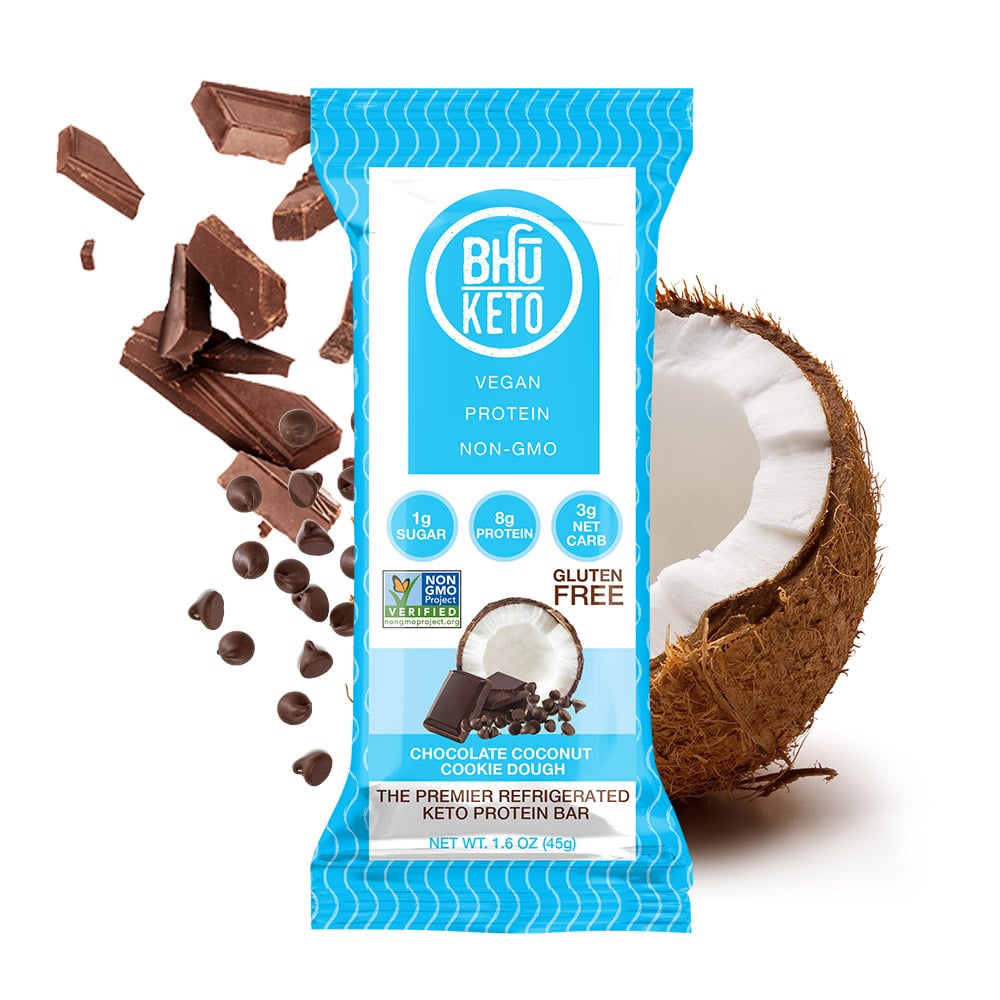 BHŪ
KETO
VEGAN
PROTEIN
NON-GMO
1g
SUGAR
8g
PROTEIN
3g
NET
CARB
NON
GMO
Project
VERIFIED
nongmoproject.org
GLUTEN
FREE
CHOCOLATE COCONUT
COOKIE DOUGH
THE PREMIER REFRIGERATED
KETO PROTEIN BAR
NET WT. 1.6 OZ (45g)